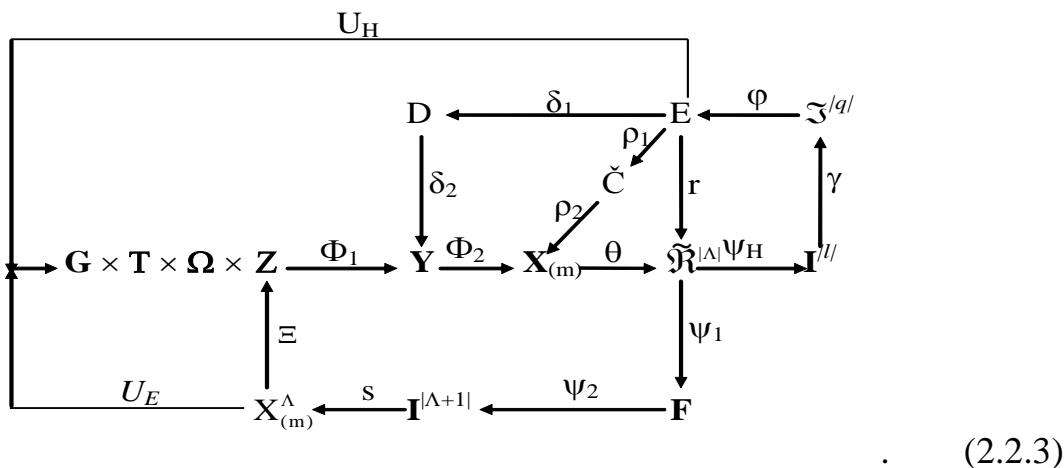 U_H
D δ₁ E φ 𝔍^{/q/}
ρ₁
δ₂ Č r γ
ρ₂
G × T × Ω × Z Φ₁ Y Φ₂ X_{(m)} θ ℜ̃^{|Λ|} ψ_H I^{/l/}
Ξ ψ₁
U_E X^Λ_{(m)} s I^{|Λ+1|} ψ₂ F
. (2.2.3)